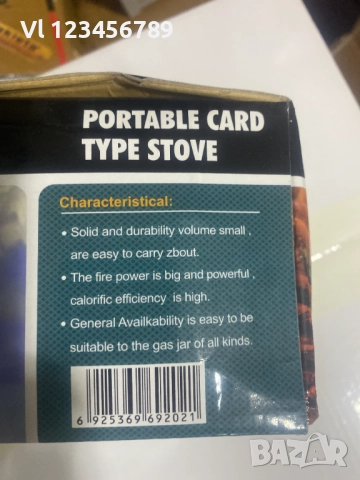 Vl 123456789
PORTABLE CARD
TYPE STOVE
Characteristical:
• Solid and durability volume small ,
are easy to carry zbout.
• The fire power is big and powerful ,
calorific efficiency is high.
• General Availkability is easy to be
suitable to the gas jar of all kinds.
6 925369 692021
BAZAR